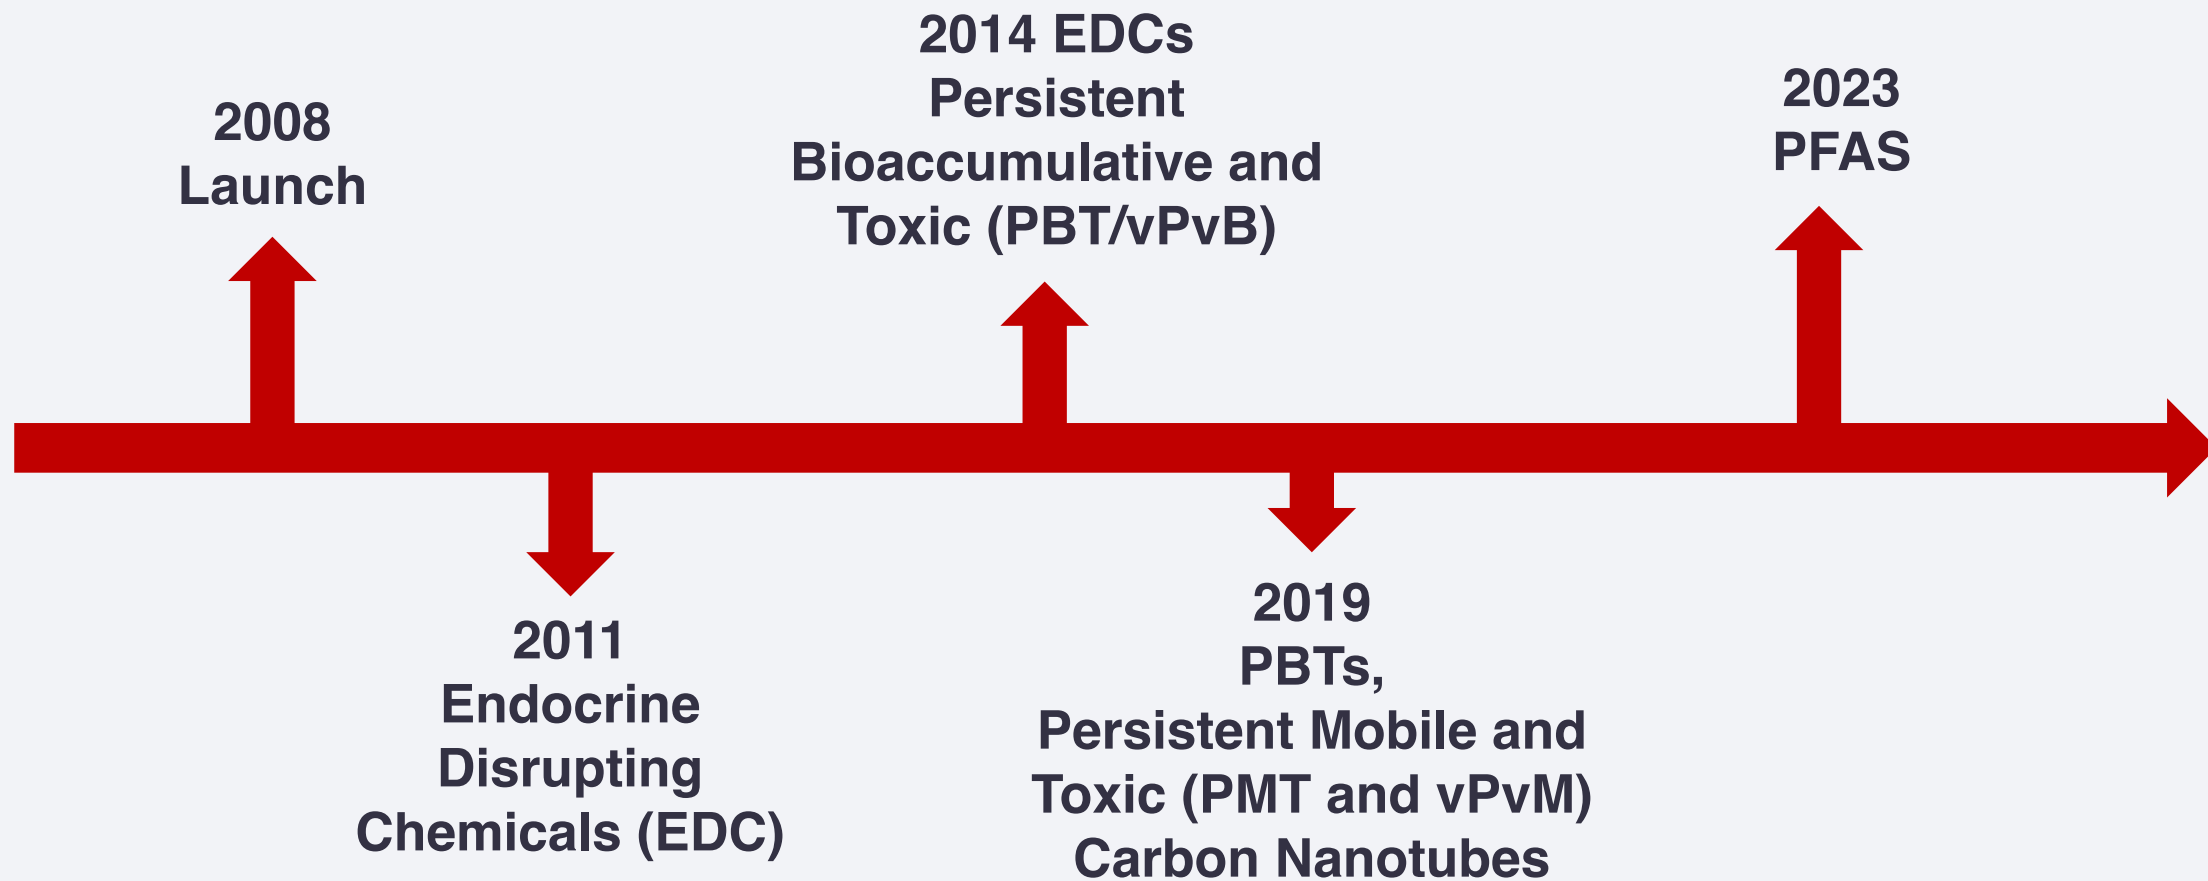 2008
Launch
2011
Endocrine
Disrupting
Chemicals (EDC)
2014 EDCs
Persistent
Bioaccumulative and
Toxic (PBT/vPvB)
2019
PBTs,
Persistent Mobile and
Toxic (PMT and vPvM)
Carbon Nanotubes
2023
PFAS